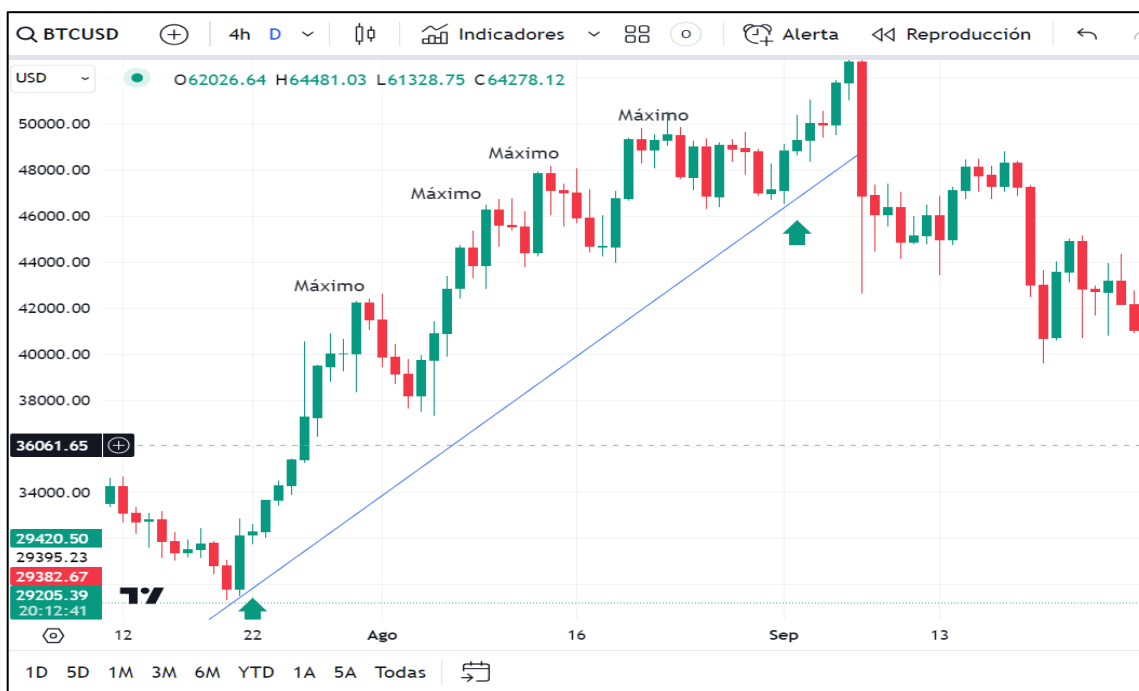 BTCUSD 4h D Indicadores Alerta Reproducción
USD O62026.64 H64481.03 L61328.75 C64278.12
50000.00
Máximo
Máximo
48000.00
Máximo
46000.00
44000.00
Máximo
42000.00
40000.00
38000.00
36061.65
34000.00
29420.50
29395.23
29382.67
29205.39
20:12:41
12 22 Ago 16 Sep 13
1D 5D 1M 3M 6M YTD 1A 5A Todas